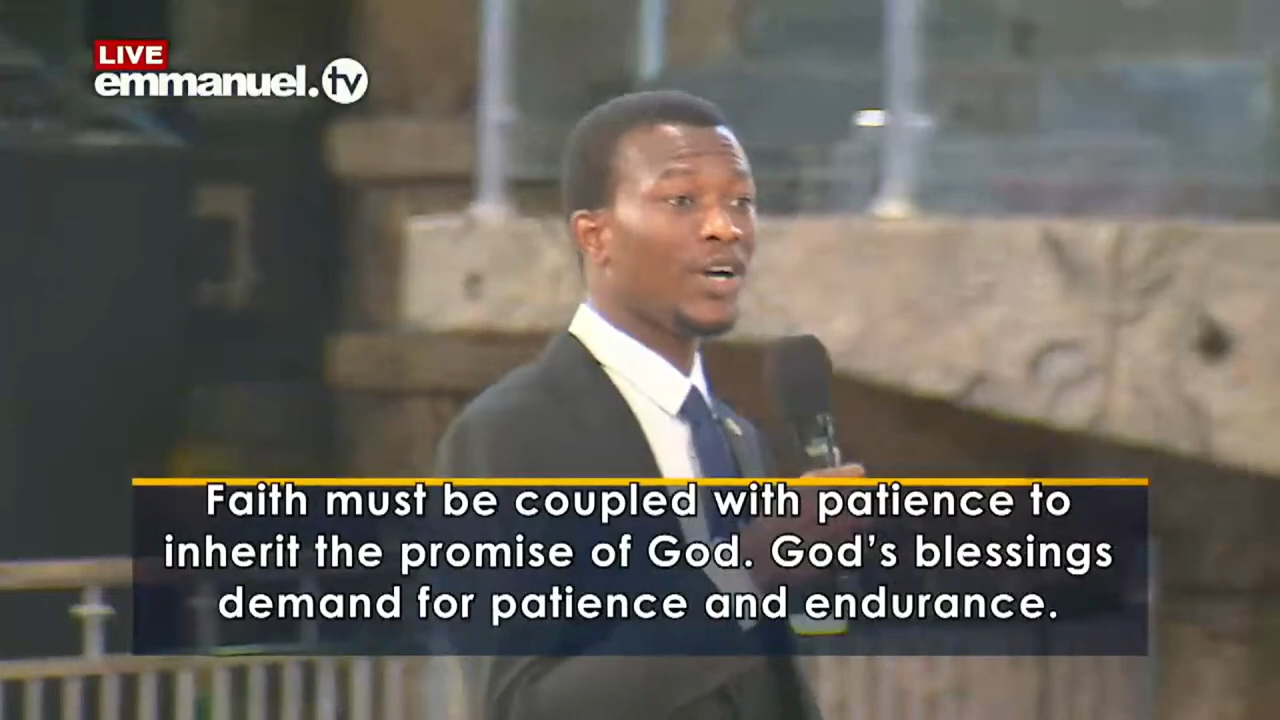 LIVE
emmanuel.tv
Faith must be coupled with patience to
inherit the promise of God. God’s blessings
demand for patience and endurance.